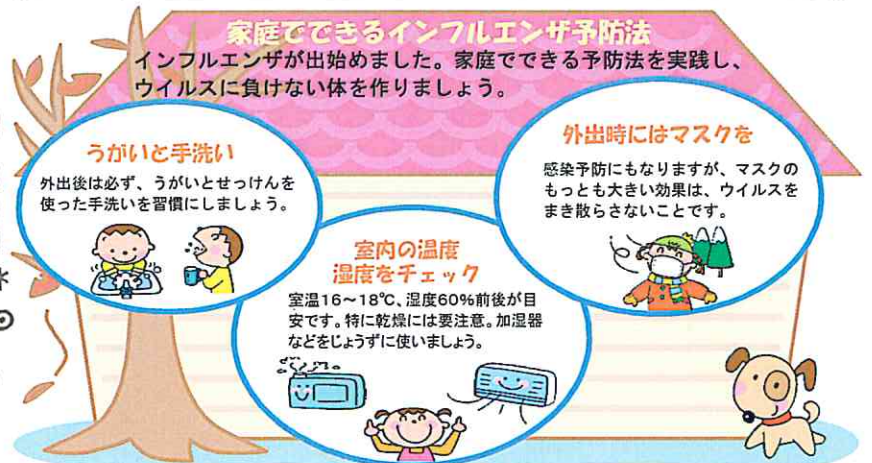 家庭でできるインフルエンザ予防法
インフルエンザが出始めました。家庭でできる予防法を実践し、
ウイルスに負けない体を作りましょう。
うがいと手洗い
外出後は必ず、うがいとせっけんを
使った手洗いを習慣にしましょう。
外出時にはマスクを
感染予防にもなりますが、マスクの
もっとも大きい効果は、ウイルスを
まき散らさないことです。
室内の温度
湿度をチェック
室温16～18℃、湿度60%前後が目
安です。特に乾燥には要注意。加湿器
などをじょうずに使いましょう。